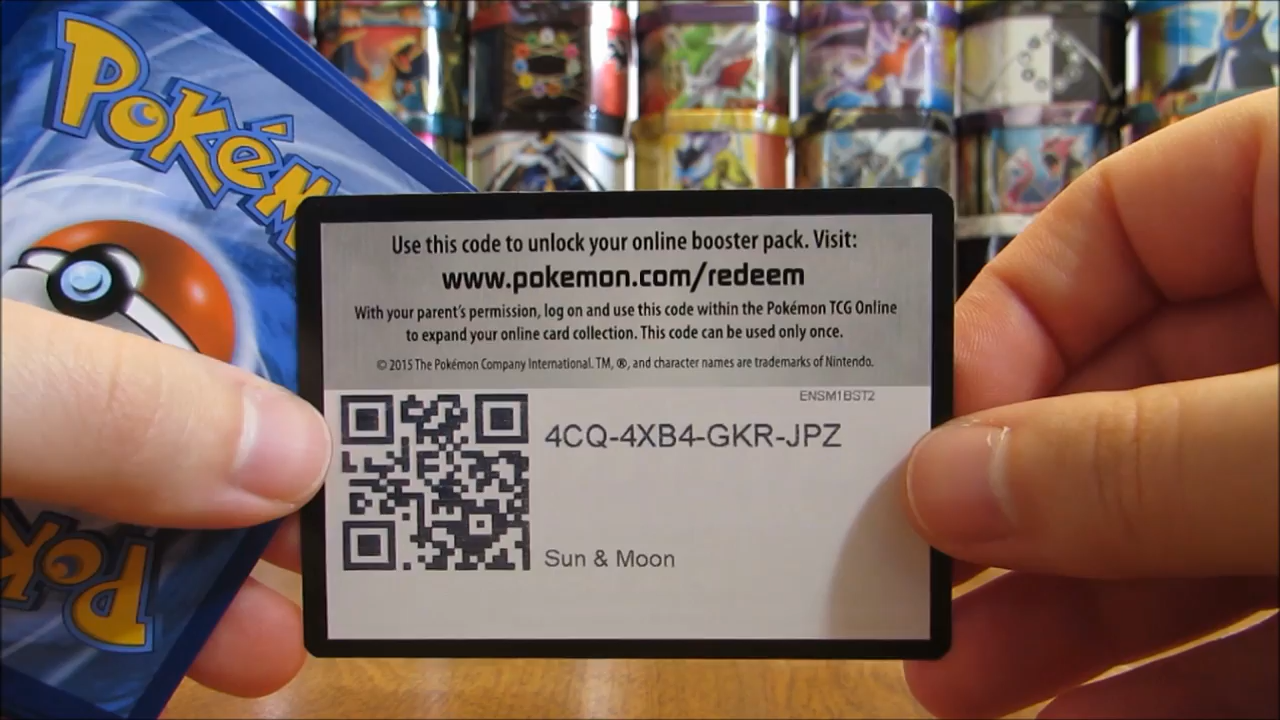 POKéM
Use this code to unlock your online booster pack. Visit:
www.pokemon.com/redeem
With your parent's permission, log on and use this code within the Pokémon TCG Online
to expand your online card collection. This code can be used only once.
© 2015 The Pokémon Company International. TM, ®, and character names are trademarks of Nintendo.
ENSM1BST2
4CQ-4XB4-GKR-JPZ
Sun & Moon
POK